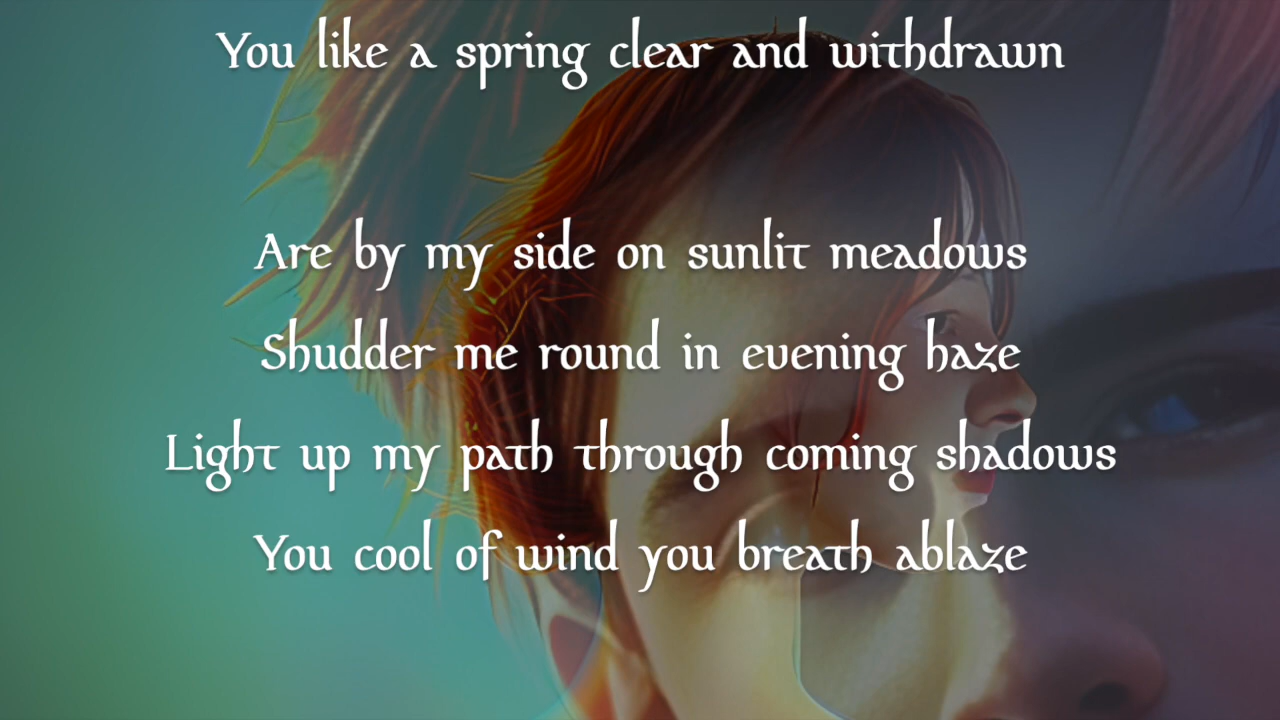 You like a spring clear and withdrawn
Are by my side on sunlit meadows
Shudder me round in evening haze
Light up my path through coming shadows
You cool of wind you breath ablaze